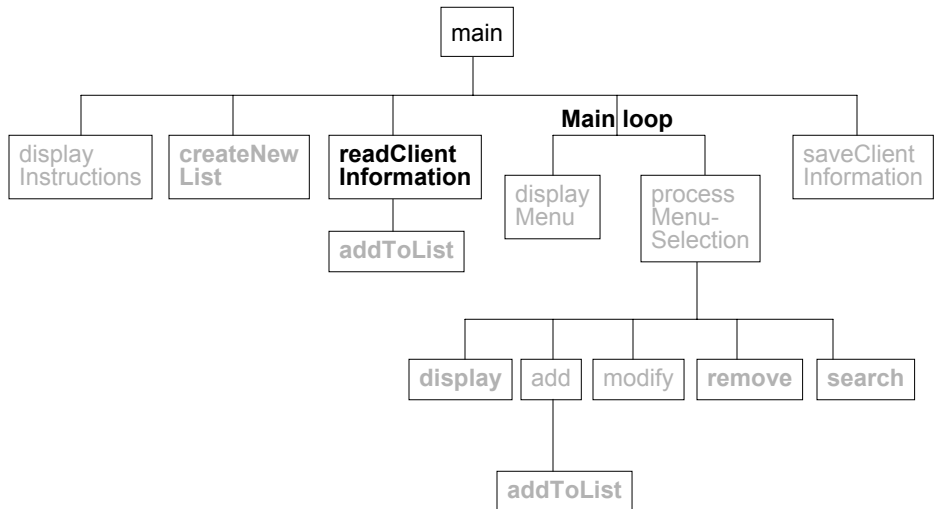 main
Main loop
display
Instructions
createNew
List
readClient
Information
saveClient
Information
display
Menu
process
Menu-
Selection
addToList
display
add
modify
remove
search
addToList